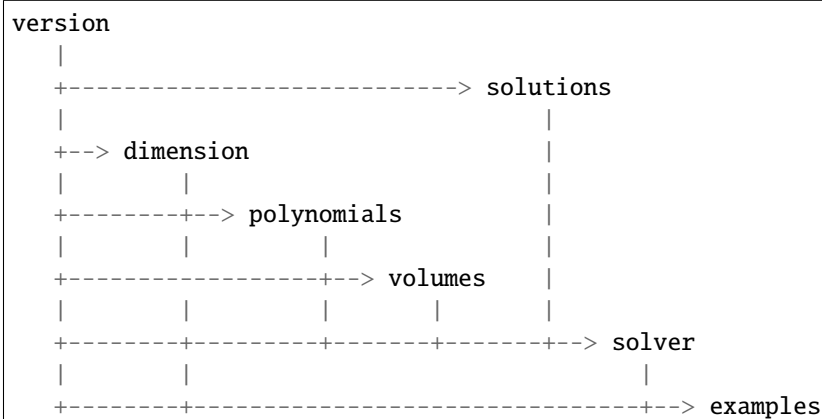 version
   |
   +----------------------------> solutions
   |                                  |
   +--> dimension                     |
   |        |                         |
   +--------+--> polynomials          |
   |        |         |               |
   +------------------+--> volumes    |
   |        |         |       |       |
   +--------+---------+-------+-------+--> solver
   |        |                                |
   +--------+--------------------------------+--> examples